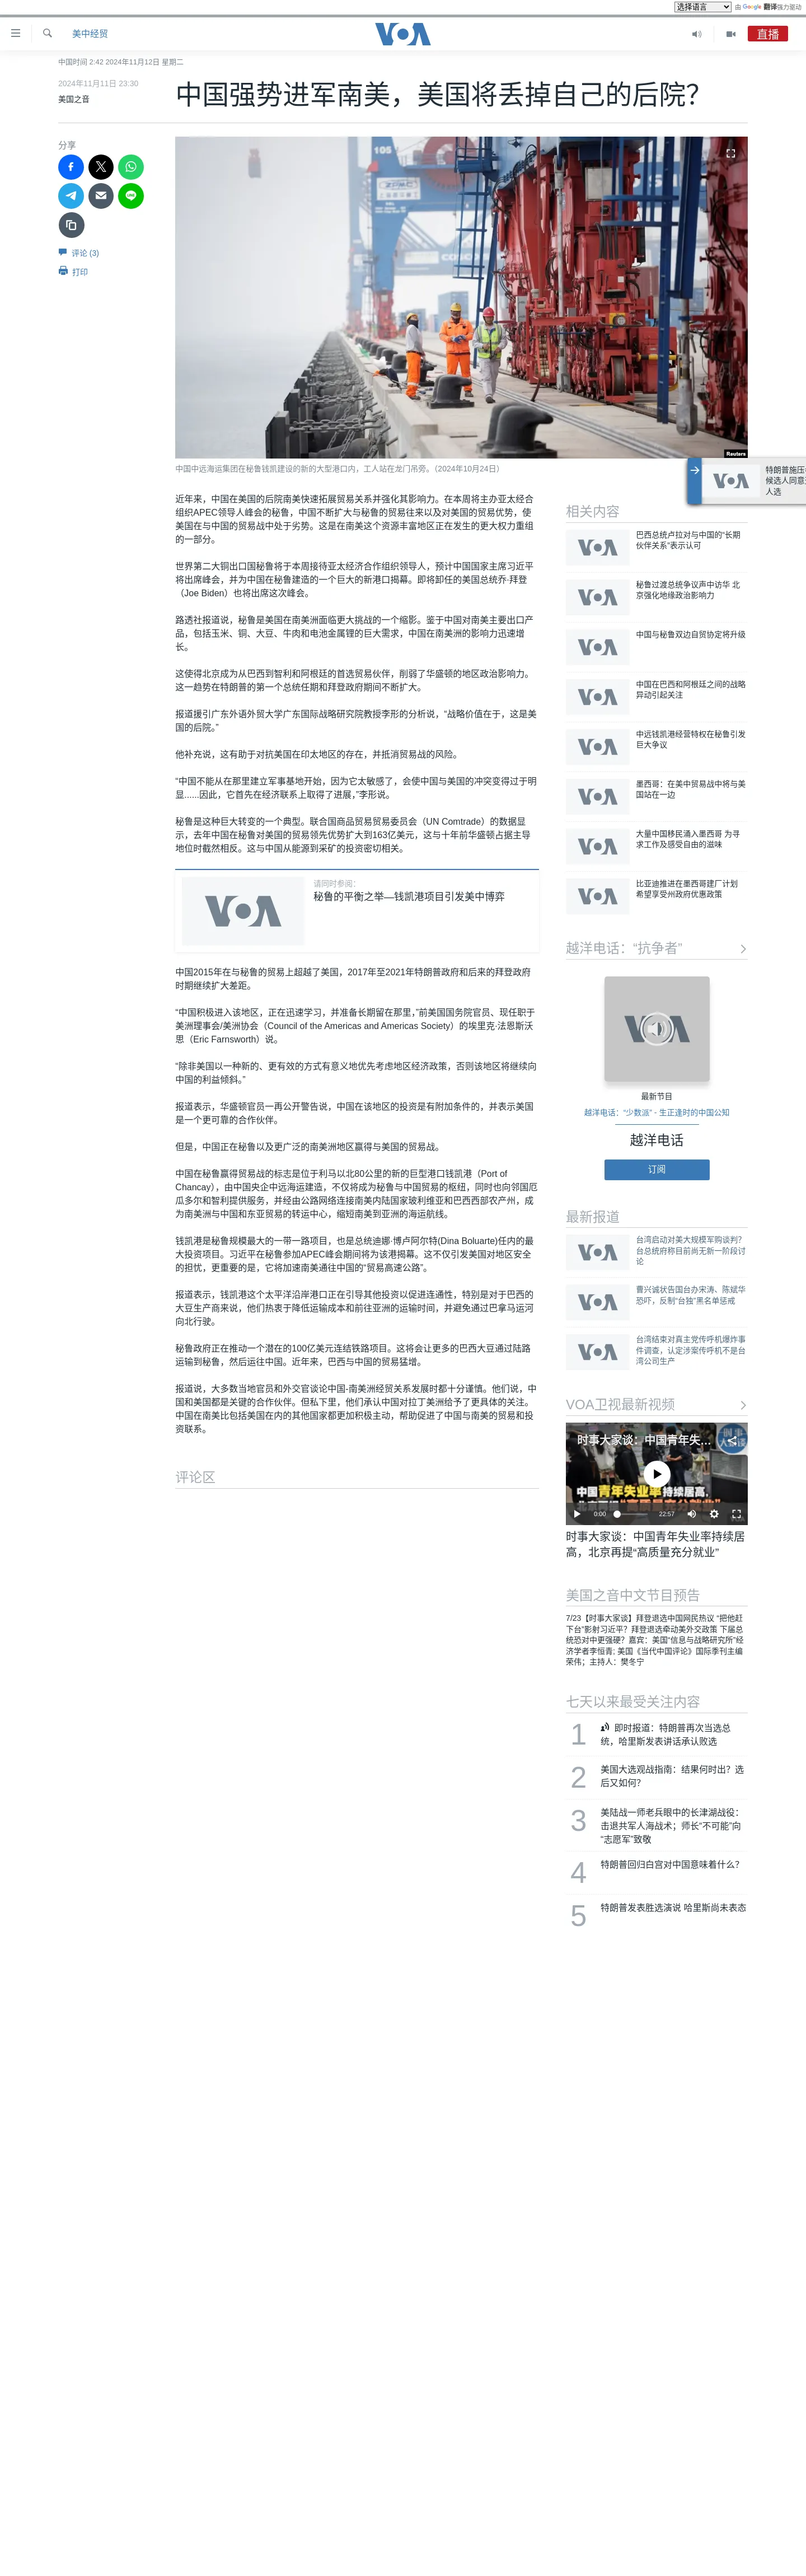 选择语言
由 Google 翻译强力驱动
美中经贸
VOA
直播
中国时间 2:42 2024年11月12日 星期二
2024年11月11日 23:30
美国之音
中国强势进军南美，美国将丢掉自己的后院？
分享
评论 (3)
打印
105
Reuters
中国中远海运集团在秘鲁钱凯建设的新的大型港口内，工人站在龙门吊旁。（2024年10月24日）
特朗普施压
候选人同意
人选
近年来，中国在美国的后院南美快速拓展贸易关系并强化其影响力。在本周将主办亚太经合
组织APEC领导人峰会的秘鲁，中国不断扩大与秘鲁的贸易往来以及对美国的贸易优势，使
美国在与中国的贸易战中处于劣势。这是在南美这个资源丰富地区正在发生的更大权力重组
的一部分。
世界第二大铜出口国秘鲁将于本周接待亚太经济合作组织领导人，预计中国国家主席习近平
将出席峰会，并为中国在秘鲁建造的一个巨大的新港口揭幕。即将卸任的美国总统乔·拜登
（Joe Biden）也将出席这次峰会。
路透社报道说，秘鲁是美国在南美洲面临更大挑战的一个缩影。鉴于中国对南美主要出口产
品，包括玉米、铜、大豆、牛肉和电池金属锂的巨大需求，中国在南美洲的影响力迅速增
长。
这使得北京成为从巴西到智利和阿根廷的首选贸易伙伴，削弱了华盛顿的地区政治影响力。
这一趋势在特朗普的第一个总统任期和拜登政府期间不断扩大。
报道援引广东外语外贸大学广东国际战略研究院教授李彤的分析说，“战略价值在于，这是美
国的后院。”
他补充说，这有助于对抗美国在印太地区的存在，并抵消贸易战的风险。
“中国不能从在那里建立军事基地开始，因为它太敏感了，会使中国与美国的冲突变得过于明
显......因此，它首先在经济联系上取得了进展，”李彤说。
秘鲁是这种巨大转变的一个典型。联合国商品贸易贸易委员会（UN Comtrade）的数据显
示，去年中国在秘鲁对美国的贸易领先优势扩大到163亿美元，这与十年前华盛顿占据主导
地位时截然相反。这与中国从能源到采矿的投资密切相关。
VOA
请同时参阅：
秘鲁的平衡之举—钱凯港项目引发美中博弈
中国2015年在与秘鲁的贸易上超越了美国，2017年至2021年特朗普政府和后来的拜登政府
时期继续扩大差距。
“中国积极进入该地区，正在迅速学习，并准备长期留在那里，”前美国国务院官员、现任职于
美洲理事会/美洲协会（Council of the Americas and Americas Society）的埃里克·法恩斯沃
思（Eric Farnsworth）说。
“除非美国以一种新的、更有效的方式有意义地优先考虑地区经济政策，否则该地区将继续向
中国的利益倾斜。”
报道表示，华盛顿官员一再公开警告说，中国在该地区的投资是有附加条件的，并表示美国
是一个更可靠的合作伙伴。
但是，中国正在秘鲁以及更广泛的南美洲地区赢得与美国的贸易战。
中国在秘鲁赢得贸易战的标志是位于利马以北80公里的新的巨型港口钱凯港（Port of
Chancay），由中国央企中远海运建造，不仅将成为秘鲁与中国贸易的枢纽，同时也向邻国厄
瓜多尔和智利提供服务，并经由公路网络连接南美内陆国家玻利维亚和巴西西部农产州，成
为南美洲与中国和东亚贸易的转运中心，缩短南美到亚洲的海运航线。
钱凯港是秘鲁规模最大的一带一路项目，也是总统迪娜·博卢阿尔特(Dina Boluarte)任内的最
大投资项目。习近平在秘鲁参加APEC峰会期间将为该港揭幕。这不仅引发美国对地区安全
的担忧，更重要的是，它将加速南美通往中国的“贸易高速公路”。
报道表示，钱凯港这个太平洋沿岸港口正在引导其他投资以促进连通性，特别是对于巴西的
大豆生产商来说，他们热衷于降低运输成本和前往亚洲的运输时间，并避免通过巴拿马运河
向北行驶。
秘鲁政府正在推动一个潜在的100亿美元连结铁路项目。这将会让更多的巴西大豆通过陆路
运输到秘鲁，然后运往中国。近年来，巴西与中国的贸易猛增。
报道说，大多数当地官员和外交官谈论中国-南美洲经贸关系发展时都十分谨慎。他们说，中
国和美国都是关键的合作伙伴。但私下里，他们承认中国对拉丁美洲给予了更具体的关注。
中国在南美比包括美国在内的其他国家都更加积极主动，帮助促进了中国与南美的贸易和投
资联系。
评论区
相关内容
巴西总统卢拉对与中国的“长期
伙伴关系”表示认可
秘鲁过渡总统争议声中访华 北
京强化地缘政治影响力
中国与秘鲁双边自贸协定将升级
中国在巴西和阿根廷之间的战略
异动引起关注
中远钱凯港经营特权在秘鲁引发
巨大争议
墨西哥：在美中贸易战中将与美
国站在一边
大量中国移民涌入墨西哥 为寻
求工作及感受自由的滋味
比亚迪推进在墨西哥建厂计划
希望享受州政府优惠政策
越洋电话：“抗争者”
最新节目
越洋电话：“少数派” - 生正逢时的中国公知
越洋电话
订阅
最新报道
台湾启动对美大规模军购谈判？
台总统府称目前尚无新一阶段讨
论
曹兴诚状告国台办宋涛、陈斌华
恐吓，反制“台独”黑名单惩戒
台湾结束对真主党传呼机爆炸事
件调查，认定涉案传呼机不是台
湾公司生产
VOA卫视最新视频
时事大家谈：中国青年失...
中国青年失业率持续居高，
0:00
22:57
时事大家谈：中国青年失业率持续居
高，北京再提“高质量充分就业”
美国之音中文节目预告
7/23【时事大家谈】拜登退选中国网民热议 “把他赶
下台”影射习近平？拜登退选牵动美外交政策 下届总
统恐对中更强硬？嘉宾：美国“信息与战略研究所”经
济学者李恒青; 美国《当代中国评论》国际季刊主编
荣伟；主持人：樊冬宁
七天以来最受关注内容
1
即时报道：特朗普再次当选总
统，哈里斯发表讲话承认败选
2
美国大选观战指南：结果何时出？选
后又如何？
3
美陆战一师老兵眼中的长津湖战役：
击退共军人海战术；师长“不可能”向
“志愿军”致敬
4
特朗普回归白宫对中国意味着什么？
5
特朗普发表胜选演说 哈里斯尚未表态